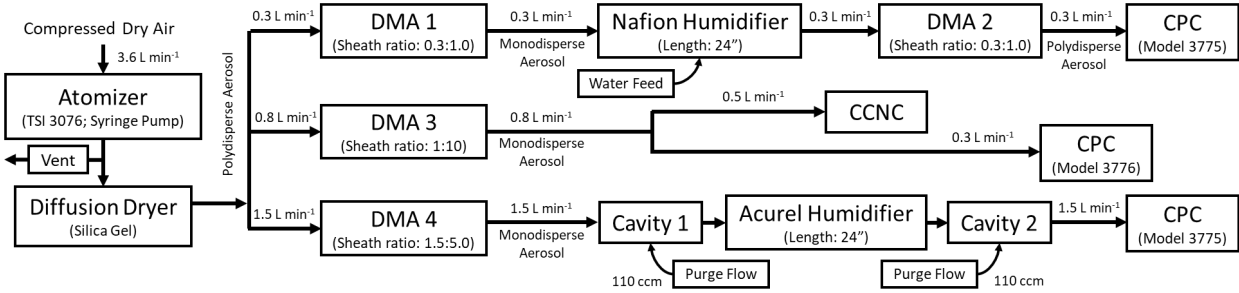 Compressed Dry Air
3.6 L min⁻¹
Atomizer
(TSI 3076; Syringe Pump)
Vent
Diffusion Dryer
(Silica Gel)
Polydisperse Aerosol
0.3 L min⁻¹
DMA 1
(Sheath ratio: 0.3:1.0)
0.3 L min⁻¹
Monodisperse
Aerosol
Nafion Humidifier
(Length: 24”)
Water Feed
0.3 L min⁻¹
DMA 2
(Sheath ratio: 0.3:1.0)
0.3 L min⁻¹
Polydisperse
Aerosol
CPC
(Model 3775)
0.8 L min⁻¹
DMA 3
(Sheath ratio: 1:10)
0.8 L min⁻¹
Monodisperse
Aerosol
0.5 L min⁻¹
CCNC
0.3 L min⁻¹
CPC
(Model 3776)
1.5 L min⁻¹
DMA 4
(Sheath ratio: 1.5:5.0)
1.5 L min⁻¹
Monodisperse
Aerosol
Cavity 1
110 ccm
Purge Flow
Acurel Humidifier
(Length: 24”)
Cavity 2
Purge Flow
110 ccm
1.5 L min⁻¹
CPC
(Model 3775)